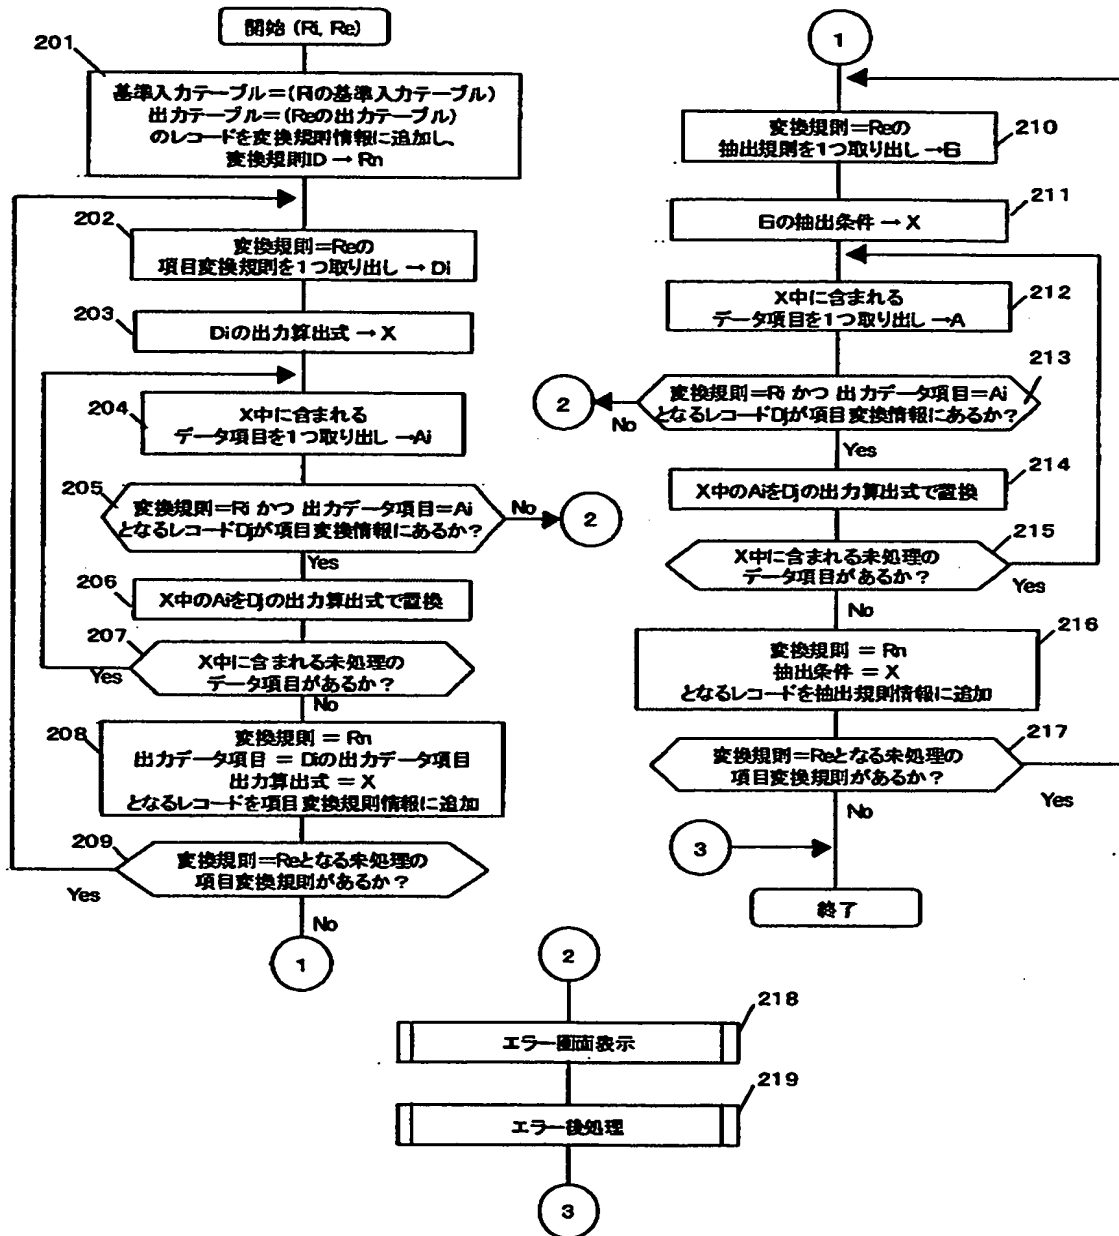 開始 (Ri, Re)
201
基準入力テーブル=(Riの基準入力テーブル)
出力テーブル=(Reの出力テーブル)
のレコードを変換規則情報に追加し、
変換規則ID → Rn
202
変換規則=Reの
項目変換規則を1つ取り出し → Di
203
Diの出力算出式 → X
204
X中に含まれる
データ項目を1つ取り出し →Ai
205
変換規則=Ri かつ 出力データ項目=Ai
となるレコードDjが項目変換情報にあるか?
No
2
Yes
206
X中のAiをDjの出力算出式で置換
207
X中に含まれる未処理の
データ項目があるか?
Yes
No
208
変換規則 = Rn
出力データ項目 = Diの出力データ項目
出力算出式 = X
となるレコードを項目変換規則情報に追加
209
変換規則=Reとなる未処理の
項目変換規則があるか?
Yes
No
1
1
210
変換規則=Reの
抽出規則を1つ取り出し →
211
の抽出条件 → X
212
X中に含まれる
データ項目を1つ取り出し →A
213
変換規則=Ri かつ 出力データ項目=Ai
となるレコードDjが項目変換情報にあるか?
2
No
Yes
214
X中のAiをDjの出力算出式で置換
215
X中に含まれる未処理の
データ項目があるか?
Yes
No
216
変換規則 = Rn
抽出条件 = X
となるレコードを抽出規則情報に追加
217
変換規則=Reとなる未処理の
項目変換規則があるか?
Yes
No
3
終了
2
218
エラー画面表示
219
エラー後処理
3